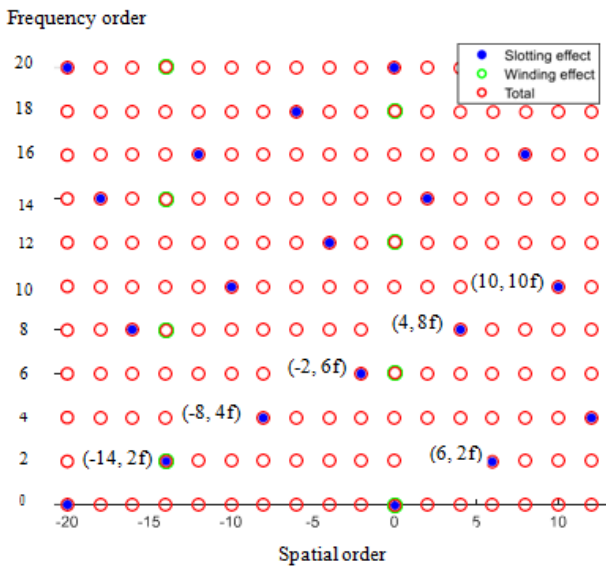 Frequency order
20
Slotting effect
Winding effect
Total
18
16
14
12
10
(10, 10f)
8
(4, 8f)
6
(-2, 6f)
4
(-8, 4f)
2
(-14, 2f)
(6, 2f)
0
-20 -15 -10 -5 0 5 10
Spatial order